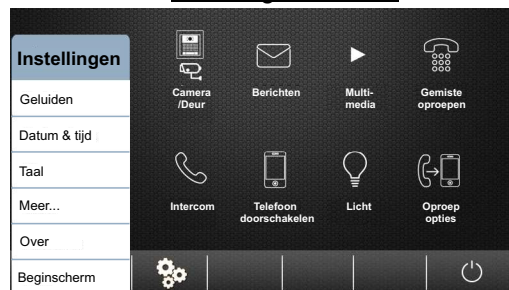 Instellingen
Geluiden
Datum & tijd
Taal
Meer...
Over
Beginscherm
Camera
/Deur
Berichten
Multi-
media
Gemiste
oproepen
Intercom
Telefoon
doorschakelen
Licht
Oproep
opties